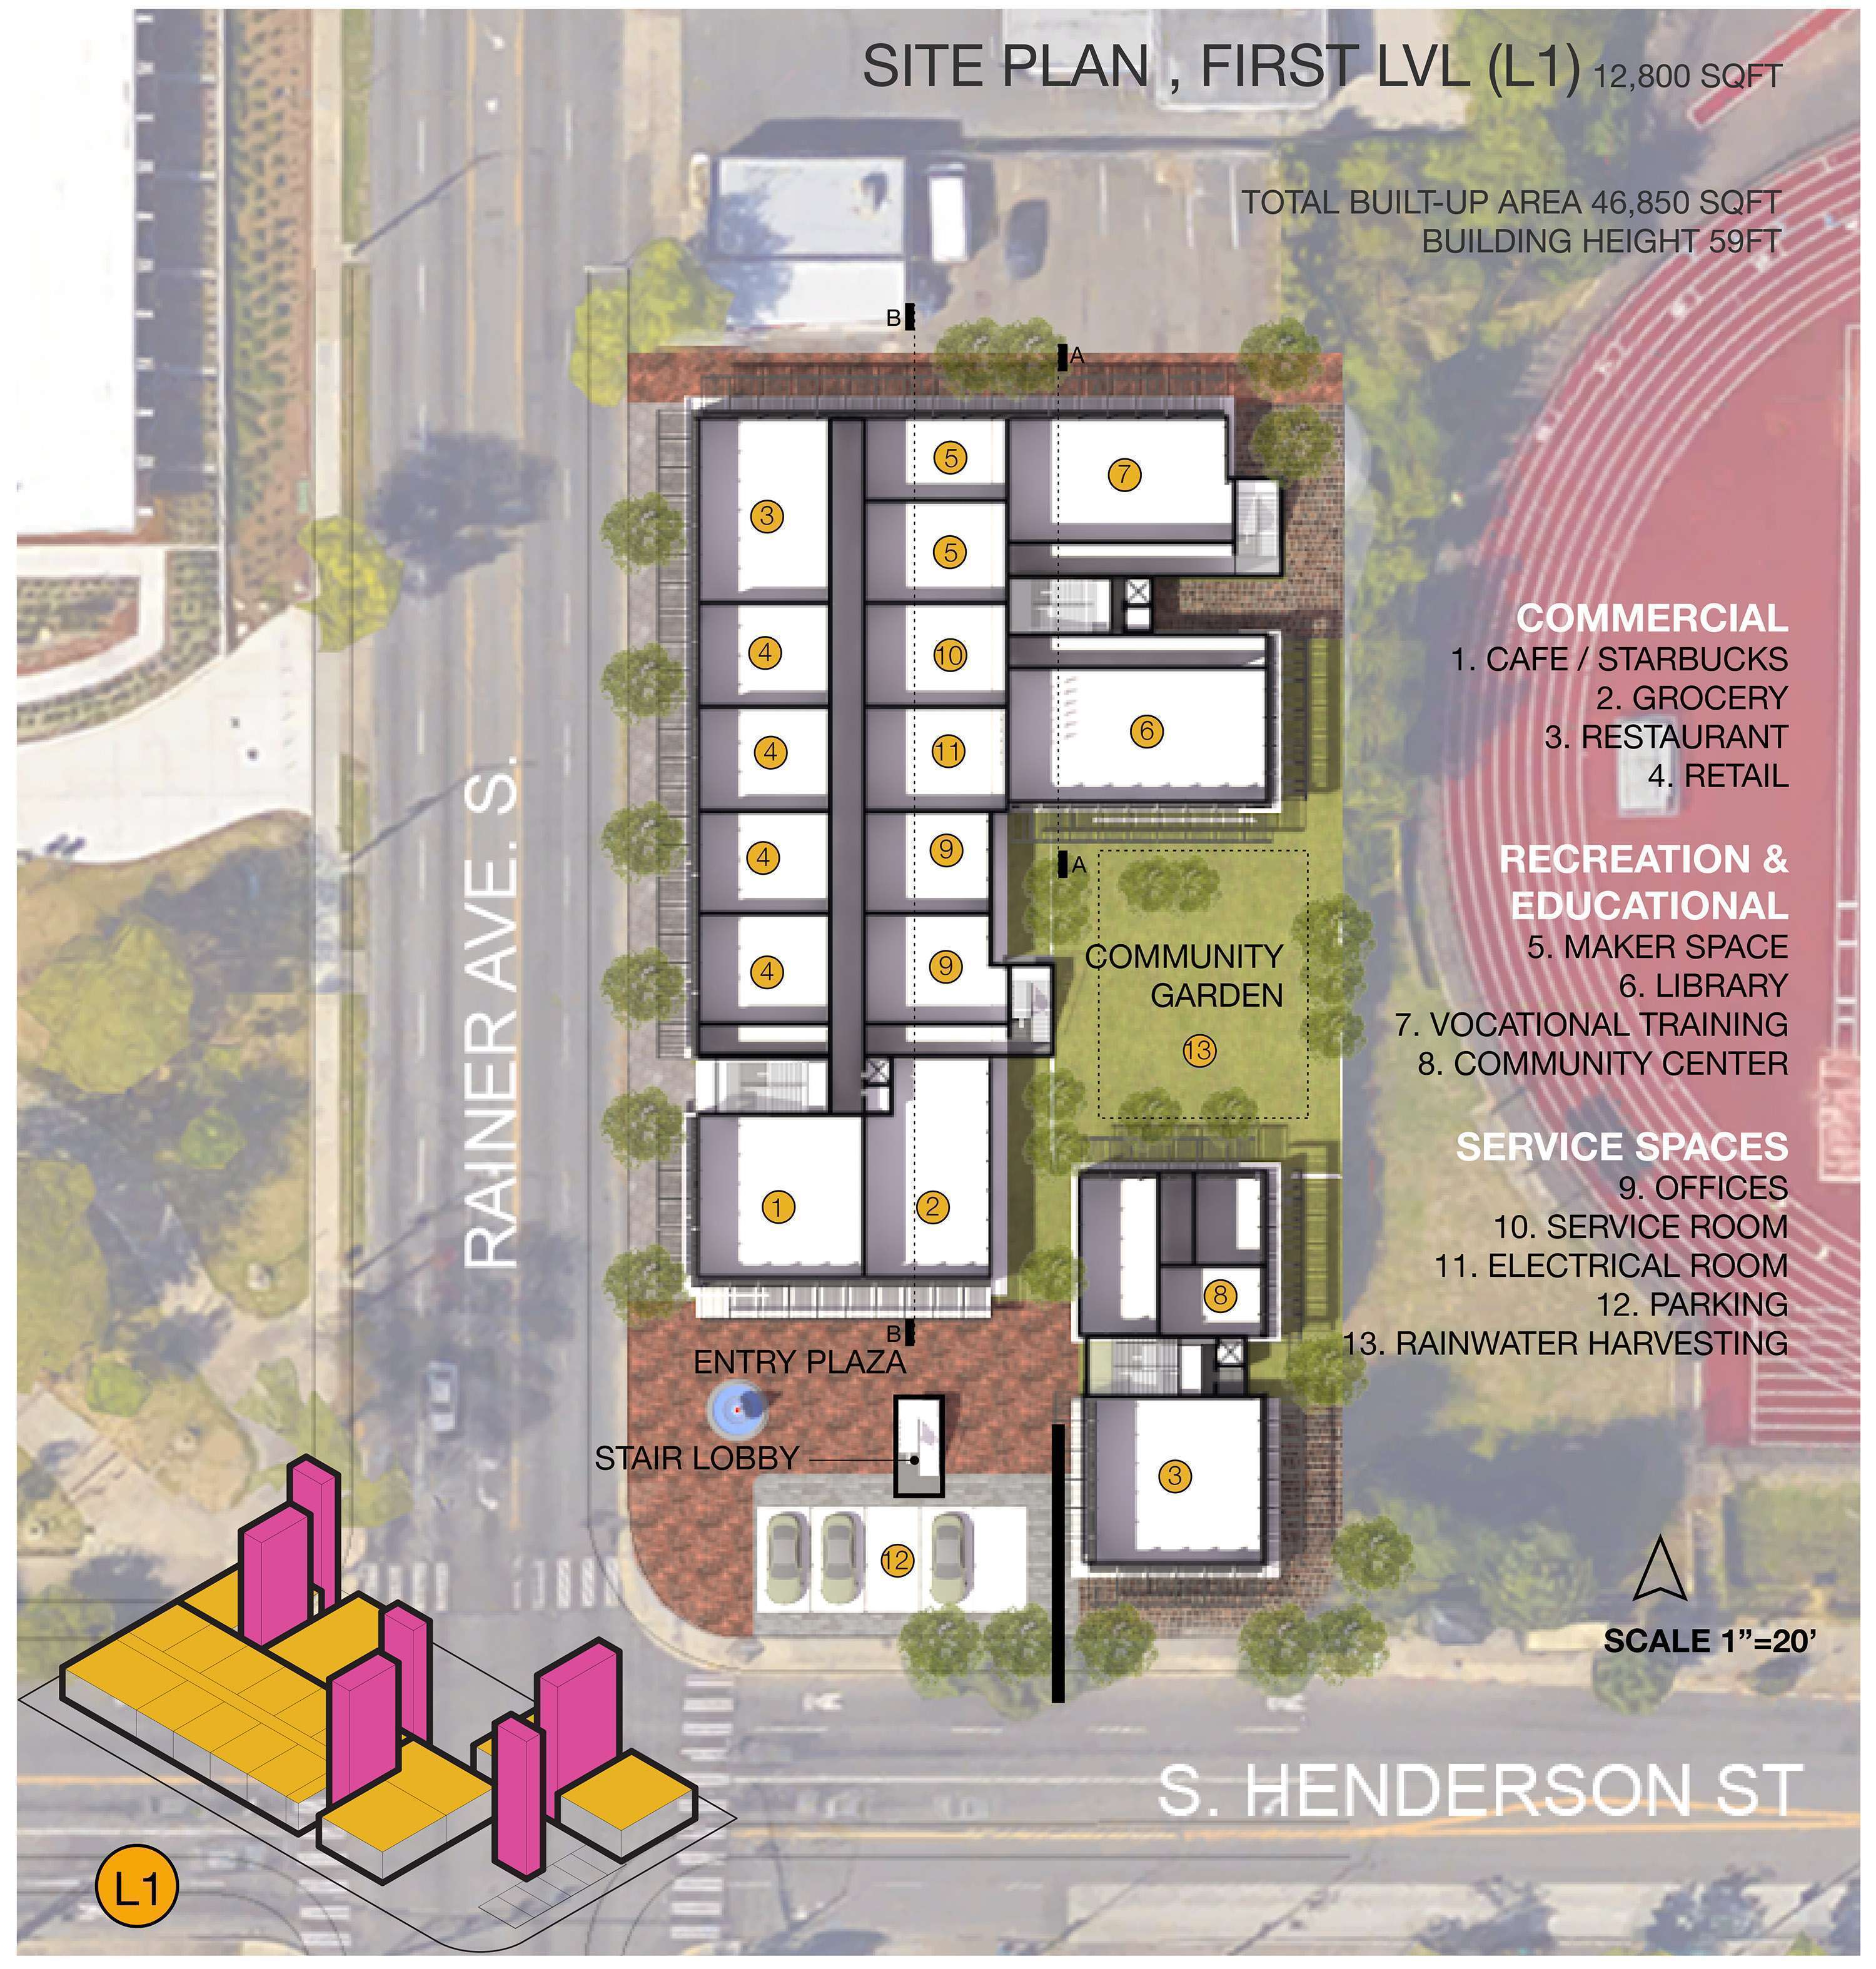 SITE PLAN , FIRST LVL (L1) 12,800 SQFT
TOTAL BUILT-UP AREA 46,850 SQFT
BUILDING HEIGHT 59FT
B
A
5
7
3
5
4
10
6
4
11
4
9
A
4
9
COMMUNITY
GARDEN
13
1
2
8
B
ENTRY PLAZA
STAIR LOBBY
3
12
RAINER AVE. S.
COMMERCIAL
1. CAFE / STARBUCKS
2. GROCERY
3. RESTAURANT
4. RETAIL
RECREATION &
EDUCATIONAL
5. MAKER SPACE
6. LIBRARY
7. VOCATIONAL TRAINING
8. COMMUNITY CENTER
SERVICE SPACES
9. OFFICES
10. SERVICE ROOM
11. ELECTRICAL ROOM
12. PARKING
13. RAINWATER HARVESTING
SCALE 1”=20’
S. HENDERSON ST
L1